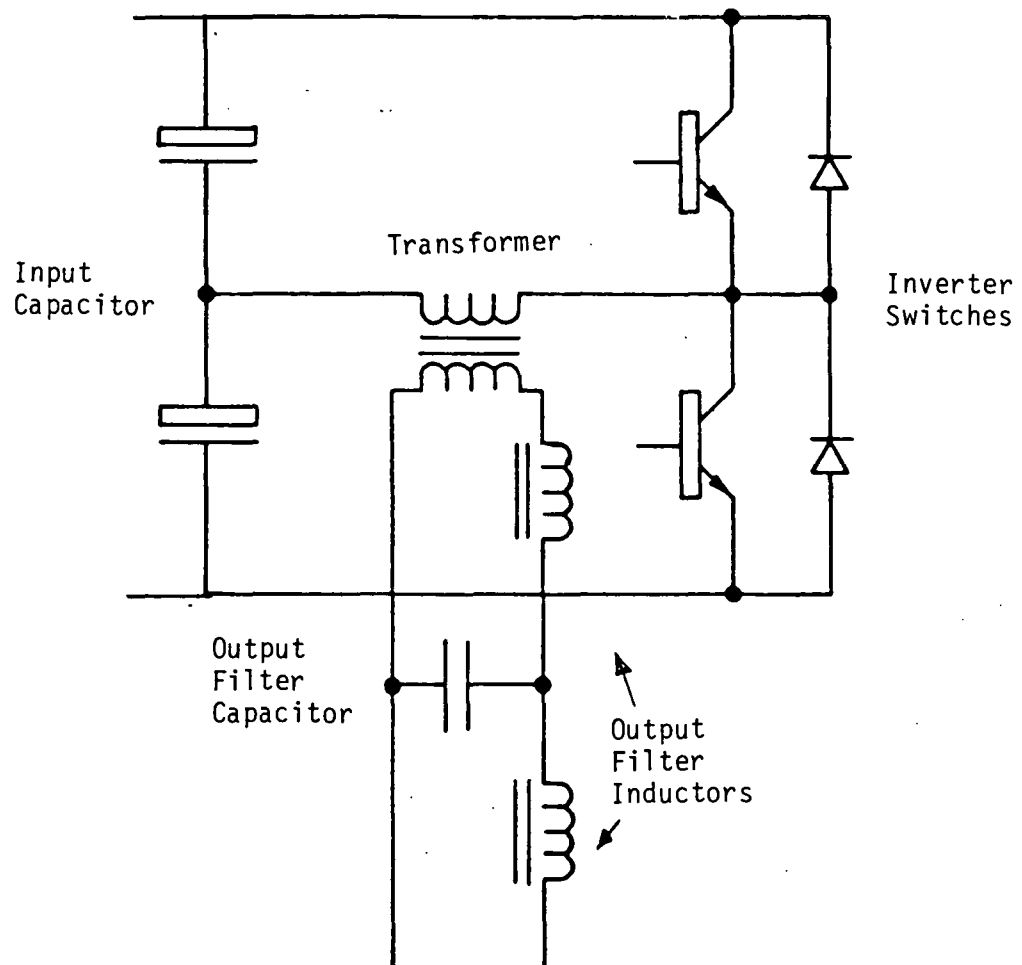 Transformer
Input
Capacitor
Inverter
Switches
Output
Filter
Capacitor
Output
Filter
Inductors